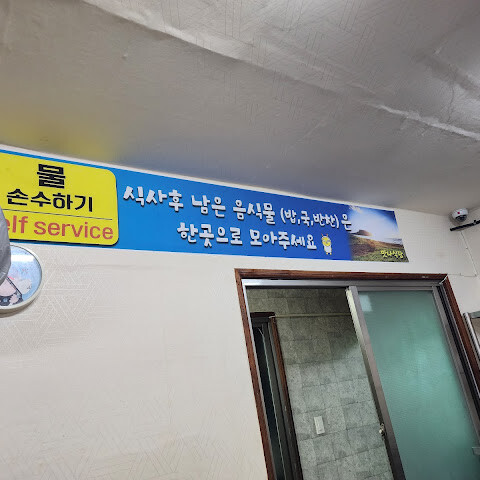 물
손수하기
elf service
식사후 남은 음식물 (밥,국,반찬)은
한곳으로 모아주세요